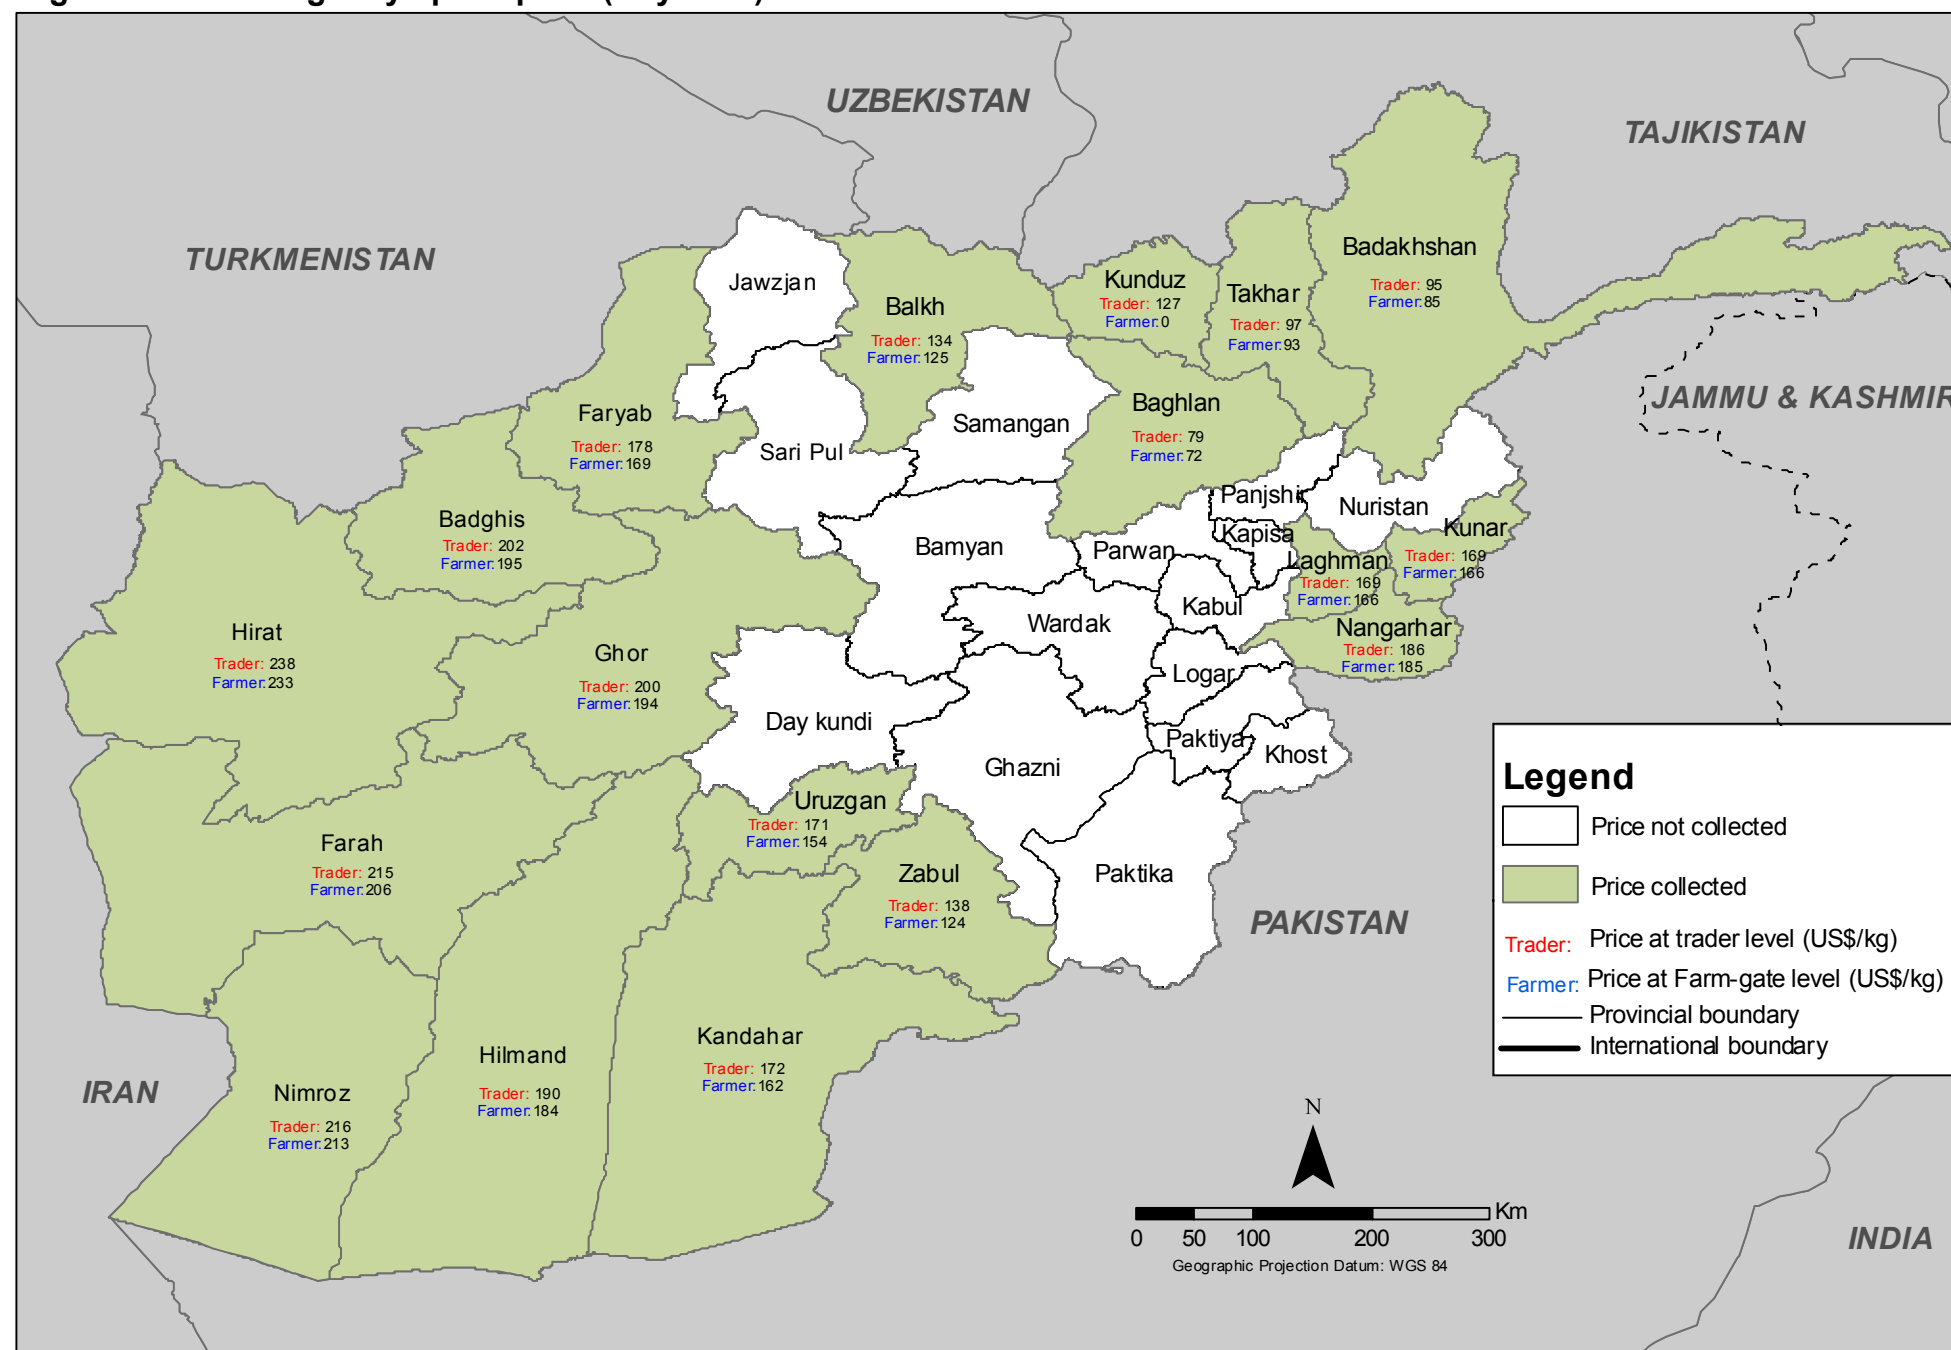 UZBEKISTAN
TAJIKISTAN
TURKMENISTAN
JAMMU & KASHMIR
Jawzjan
Balkh
Trader: 134
Farmer:125
Kunduz
Trader: 127
Farmer:0
Takhar
Trader: 97
Farmer:93
Badakhshan
Trader: 95
Farmer:85
Faryab
Trader: 178
Farmer:169
Sari Pul
Samangan
Baghlan
Trader: 79
Farmer:72
Badghis
Trader: 202
Farmer:195
Bamyan
Parwan
Panjshir
Kapisa
Nuristan
Kunar
Trader: 169
Farmer:166
Laghman
Trader: 169
Farmer:166
Hirat
Trader: 238
Farmer:233
Ghor
Trader: 200
Farmer:194
Wardak
Kabul
Nangarhar
Trader: 186
Farmer:185
Logar
Day kundi
Ghazni
Paktiya
Khost
Uruzgan
Trader: 171
Farmer:154
Farah
Trader: 215
Farmer:206
Zabul
Trader: 138
Farmer:124
Paktika
PAKISTAN
Kandahar
Trader: 172
Farmer:162
Hilmand
Trader: 190
Farmer:184
Nimroz
Trader: 216
Farmer:213
IRAN
INDIA
Legend
Price not collected
Price collected
Trader: Price at trader level (US$/kg)
Farmer: Price at Farm-gate level (US$/kg)
Provincial boundary
International boundary
N
Km
0 50 100 200 300
Geographic Projection Datum: WGS 84